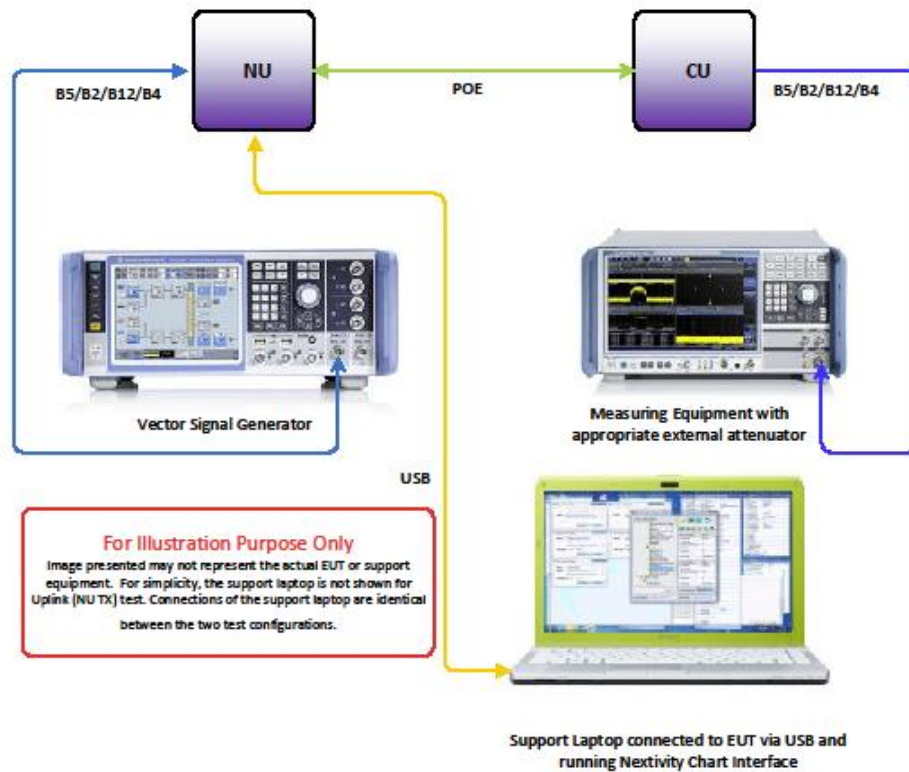 NU
CU
B5/B2/B12/B4
POE
B5/B2/B12/B4
Vector Signal Generator
Measuring Equipment with
appropriate external attenuator
USB
For Illustration Purpose Only
Image presented may not represent the actual EUT or support
equipment. For simplicity, the support laptop is not shown for
Uplink (NU TX) test. Connections of the support laptop are identical
between the two test configurations.
Support Laptop connected to EUT via USB and
running Nextivity Chart Interface